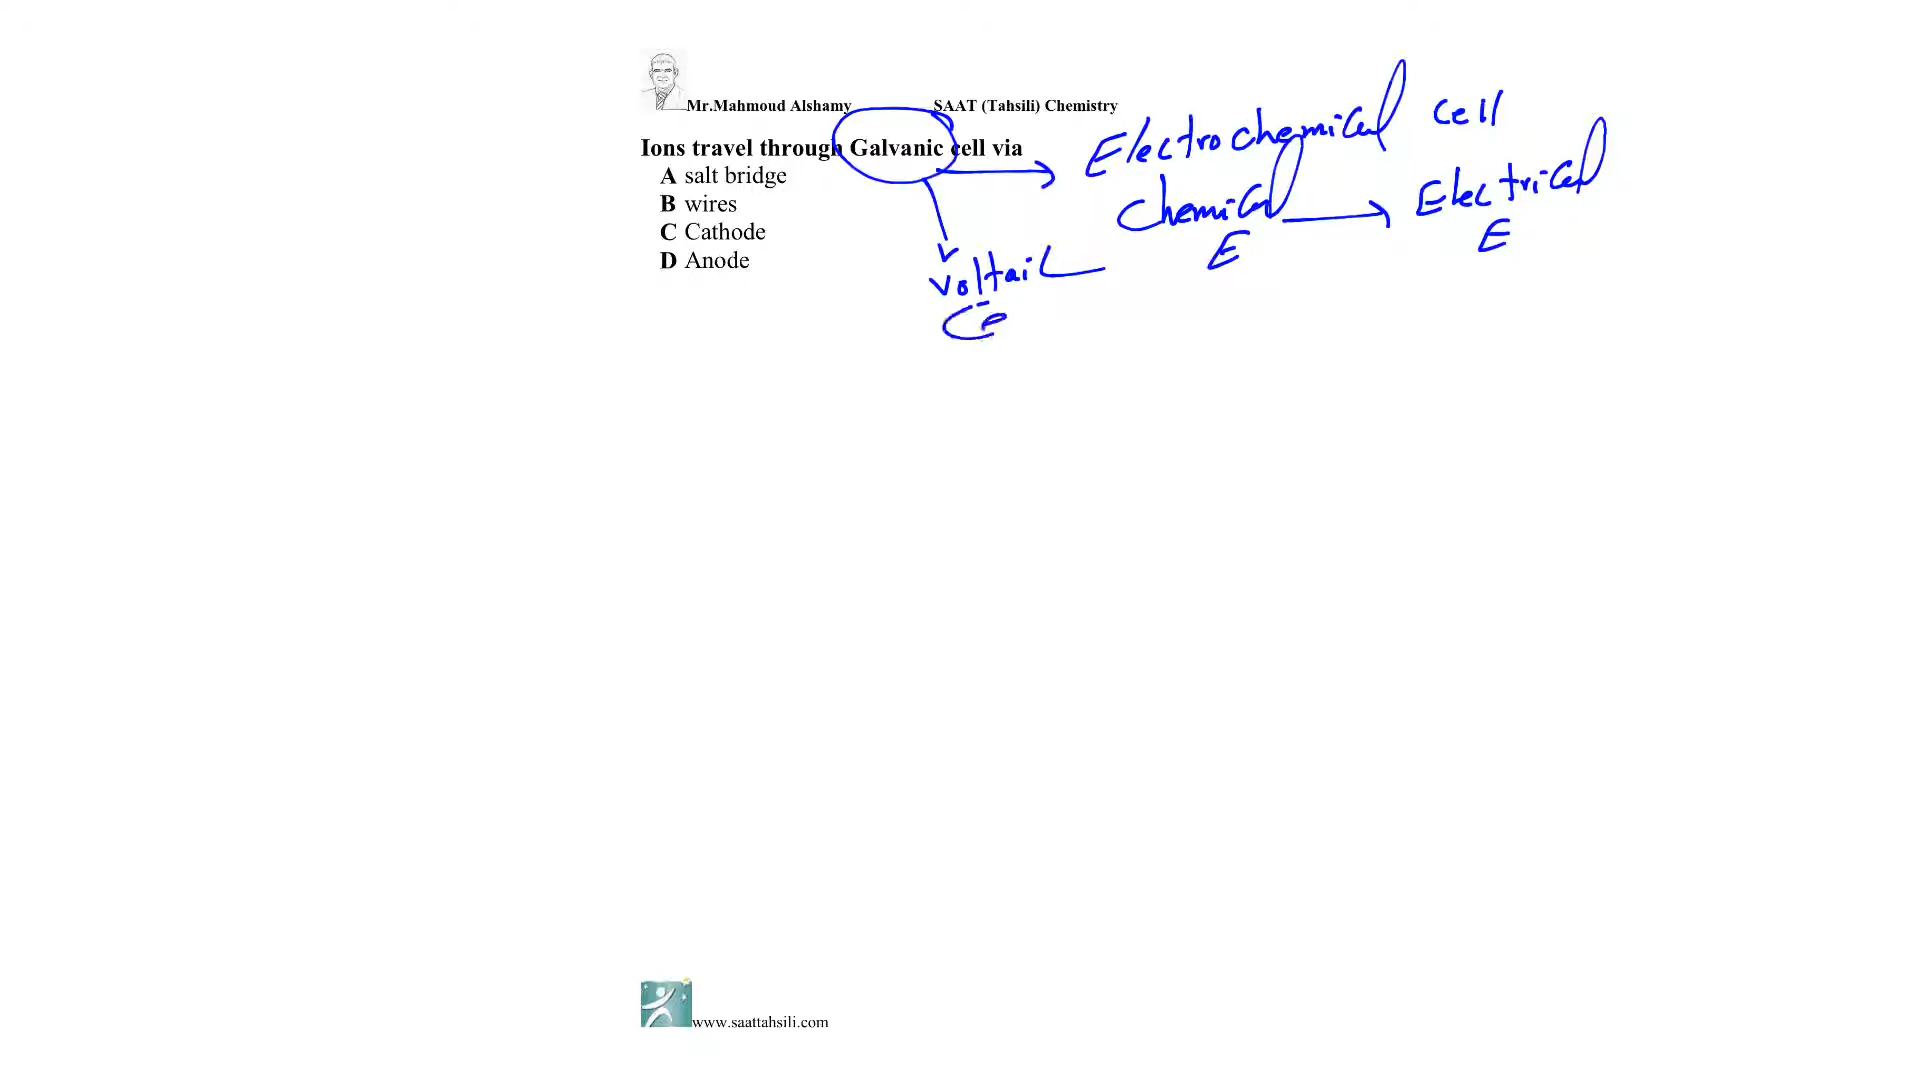 Mr.Mahmoud Alshamy SAAT (Tahsili) Chemistry
Ions travel through Galvanic cell via
A salt bridge
B wires
C Cathode
D Anode
Electrochemical cell
Chemical → Electrical
E E
Voltaic
Ce
www.saattahsili.com